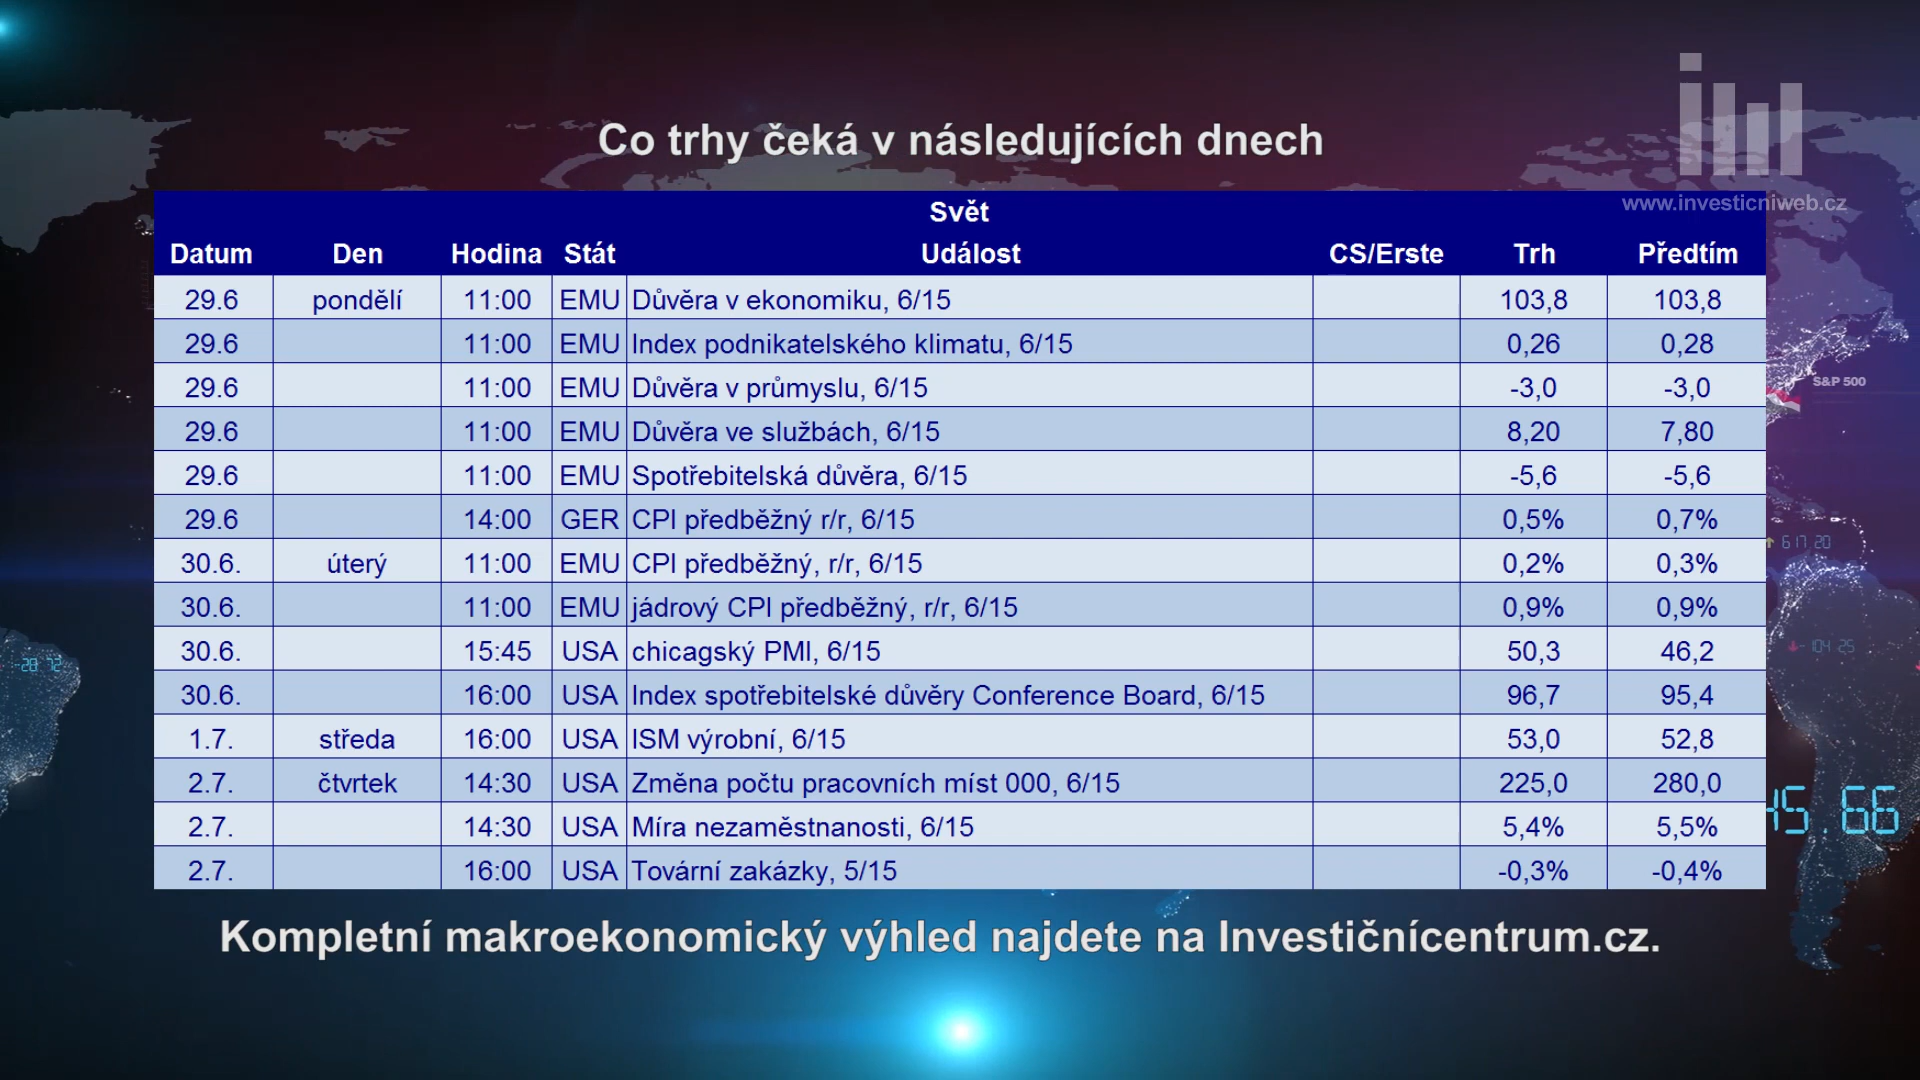 Co trhy čeká v následujících dnech
www.investicniweb.cz
Svět
Datum Den Hodina Stát Událost CS/Erste Trh Předtím
29.6 pondělí 11:00 EMU Důvěra v ekonomiku, 6/15 103,8 103,8
29.6 11:00 EMU Index podnikatelského klimatu, 6/15 0,26 0,28
29.6 11:00 EMU Důvěra v průmyslu, 6/15 -3,0 -3,0
S&P 500
29.6 11:00 EMU Důvěra ve službách, 6/15 8,20 7,80
29.6 11:00 EMU Spotřebitelská důvěra, 6/15 -5,6 -5,6
29.6 14:00 GER CPI předběžný r/r, 6/15 0,5% 0,7%
617 20
30.6. úterý 11:00 EMU CPI předběžný, r/r, 6/15 0,2% 0,3%
30.6. 11:00 EMU jádrový CPI předběžný, r/r, 6/15 0,9% 0,9%
-104 25
30.6. 15:45 USA chicagský PMI, 6/15 50,3 46,2
-28 72
30.6. 16:00 USA Index spotřebitelské důvěry Conference Board, 6/15 96,7 95,4
1.7. středa 16:00 USA ISM výrobní, 6/15 53,0 52,8
2.7. čtvrtek 14:30 USA Změna počtu pracovních míst 000, 6/15 225,0 280,0
45.66
2.7. 14:30 USA Míra nezaměstnanosti, 6/15 5,4% 5,5%
2.7. 16:00 USA Tovární zakázky, 5/15 -0,3% -0,4%
Kompletní makroekonomický výhled najdete na Investičnícentrum.cz.